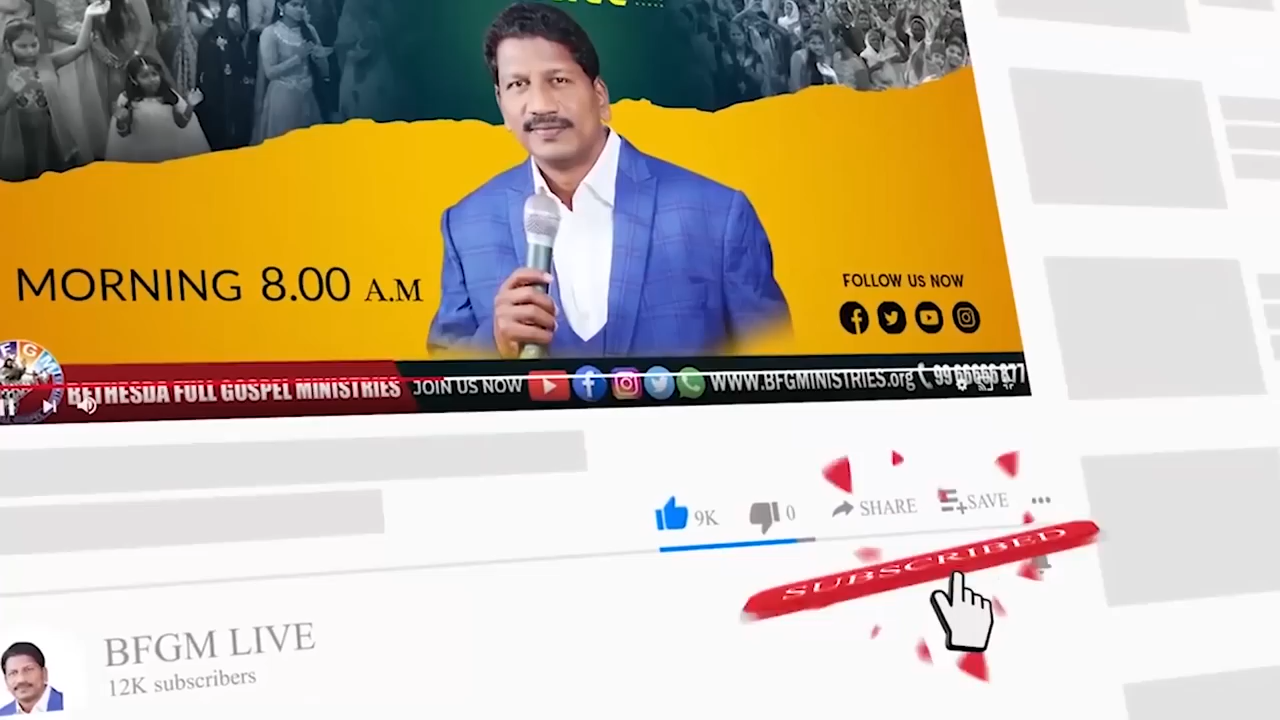 MORNING 8.00 A.M
FOLLOW US NOW
BETHESDA FULL GOSPEL MINISTRIES JOIN US NOW WWW.BFGMINISTRIES.org
9K 0 SHARE SAVE
SUBSCRIBED
BFGM LIVE
12K subscribers